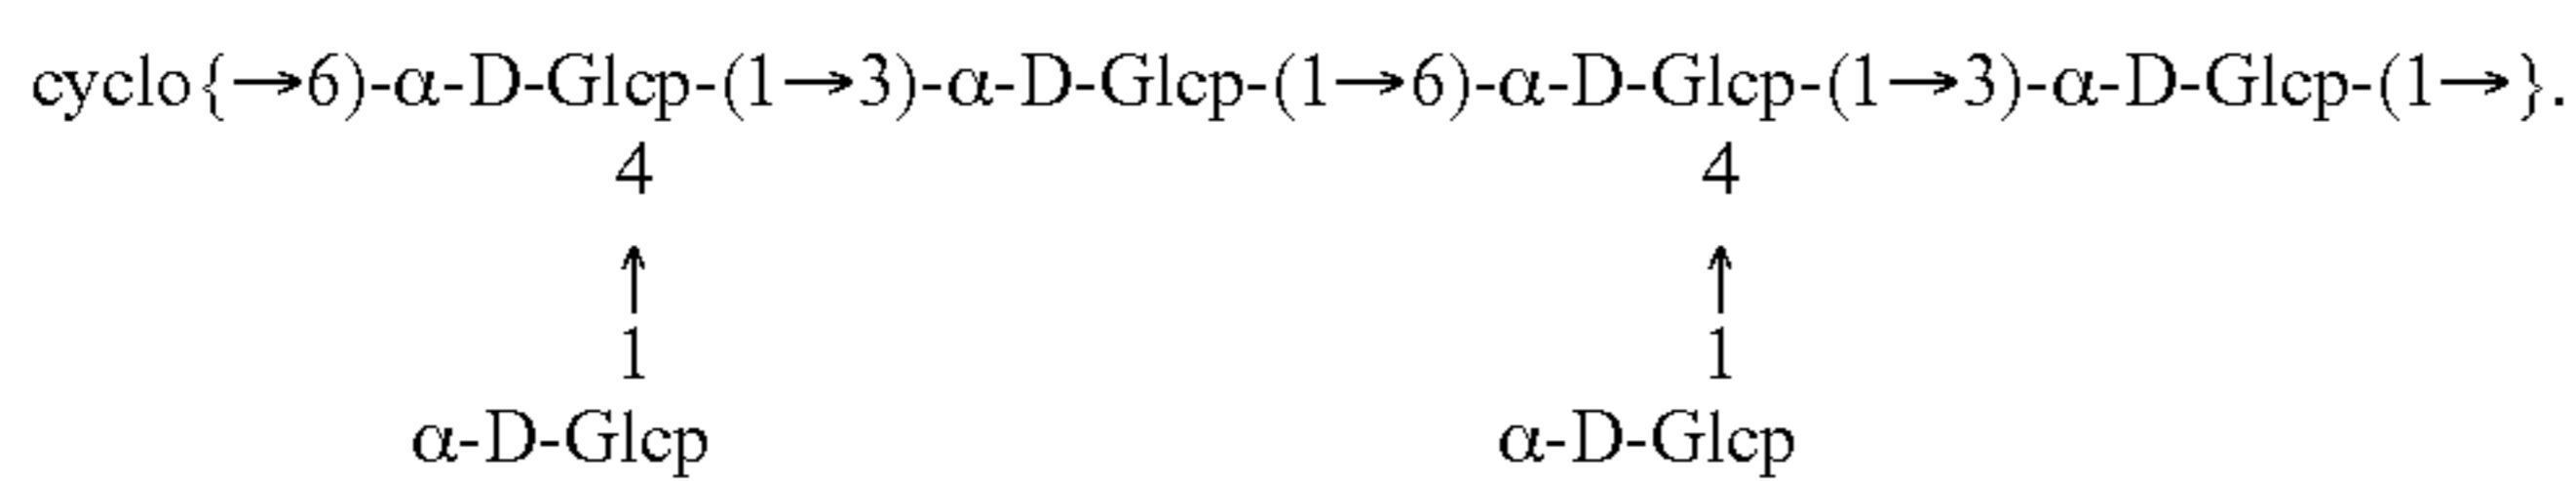 cyclo{→6)-α-D-Glcp-(1→3)-α-D-Glcp-(1→6)-α-D-Glcp-(1→3)-α-D-Glcp-(1→}.
4 4
↑ ↑
1 1
α-D-Glcp α-D-Glcp